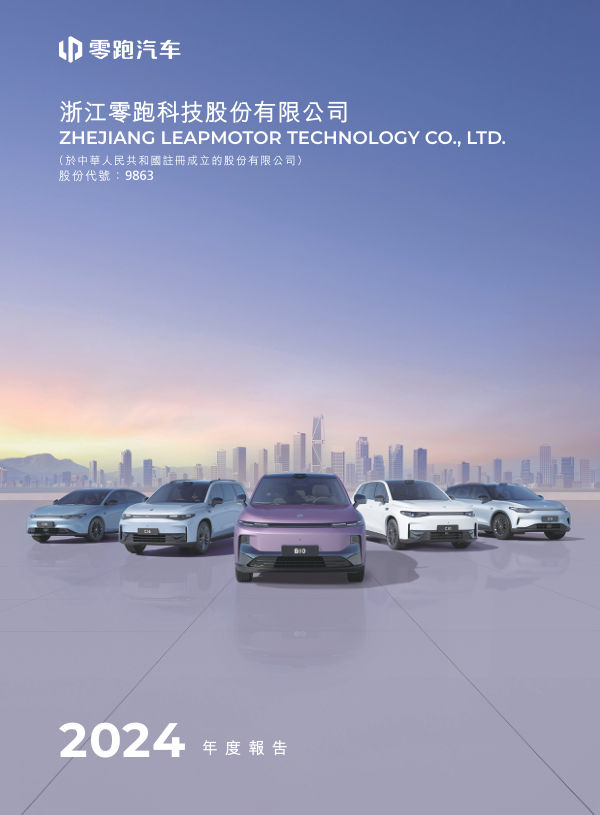 零跑汽车
浙江零跑科技股份有限公司
ZHEJIANG LEAPMOTOR TECHNOLOGY CO., LTD.
（於中華人民共和國註冊成立的股份有限公司）
股份代號：9863
B10
2024 年度報告